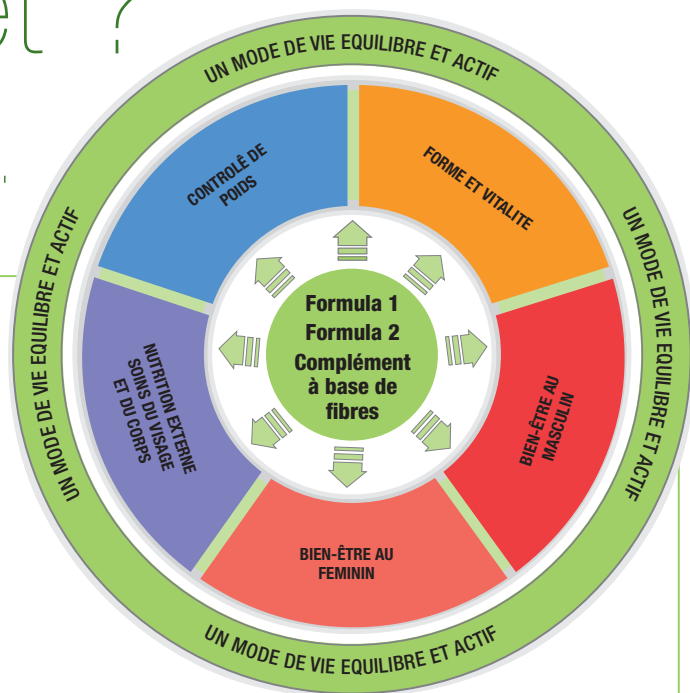 et ?
UN MODE DE VIE EQUILIBRE ET ACTIF
CONTROLÊ DE
POIDS
FORME ET VITALITE
UN MODE DE VIE EQUILIBRE ET ACTIF
UN MODE DE VIE EQUILIBRE ET ACTIF
Formula 1
Formula 2
Complément
à base de
fibres
NUTRITION EXTERNE
SOINS DU VISAGE
ET DU CORPS
BIEN-ÊTRE AU
MASCULIN
BIEN-ÊTRE AU
FEMININ
UN MODE DE VIE EQUILIBRE ET ACTIF